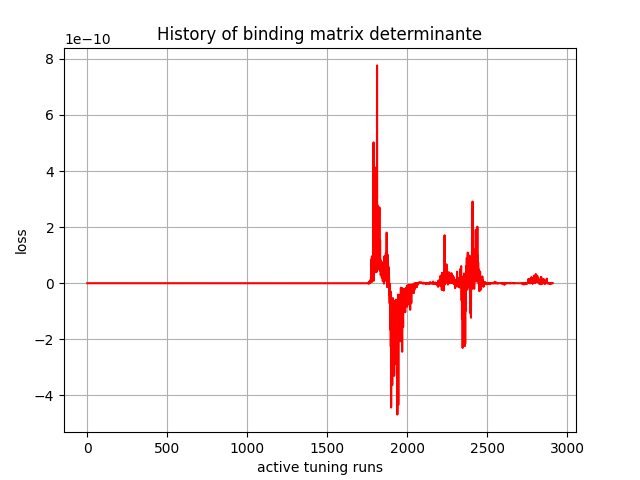 History of binding matrix determinante
1e−10
8
6
4
2
0
−2
−4
loss
0 500 1000 1500 2000 2500 3000
active tuning runs